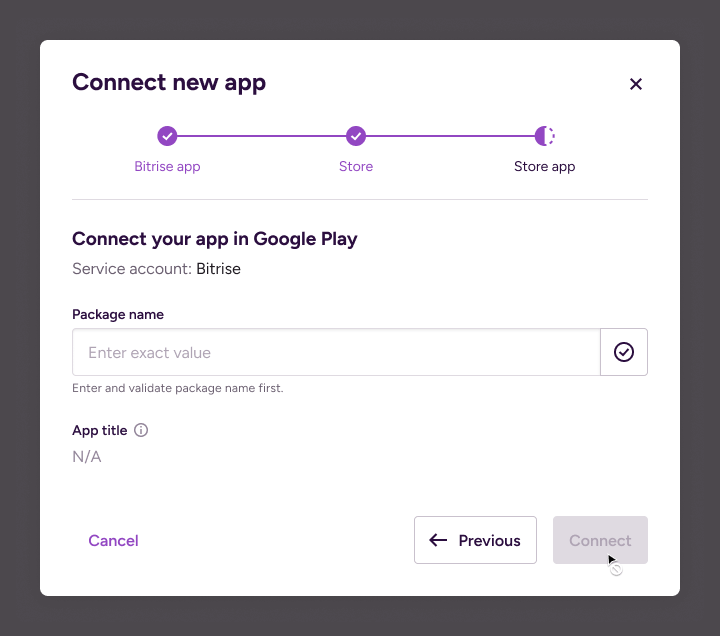 Connect new app
Bitrise app
Store
Store app
Connect your app in Google Play
Service account: Bitrise
Package name
Enter exact value
Enter and validate package name first.
App title
N/A
Cancel
Previous
Connect